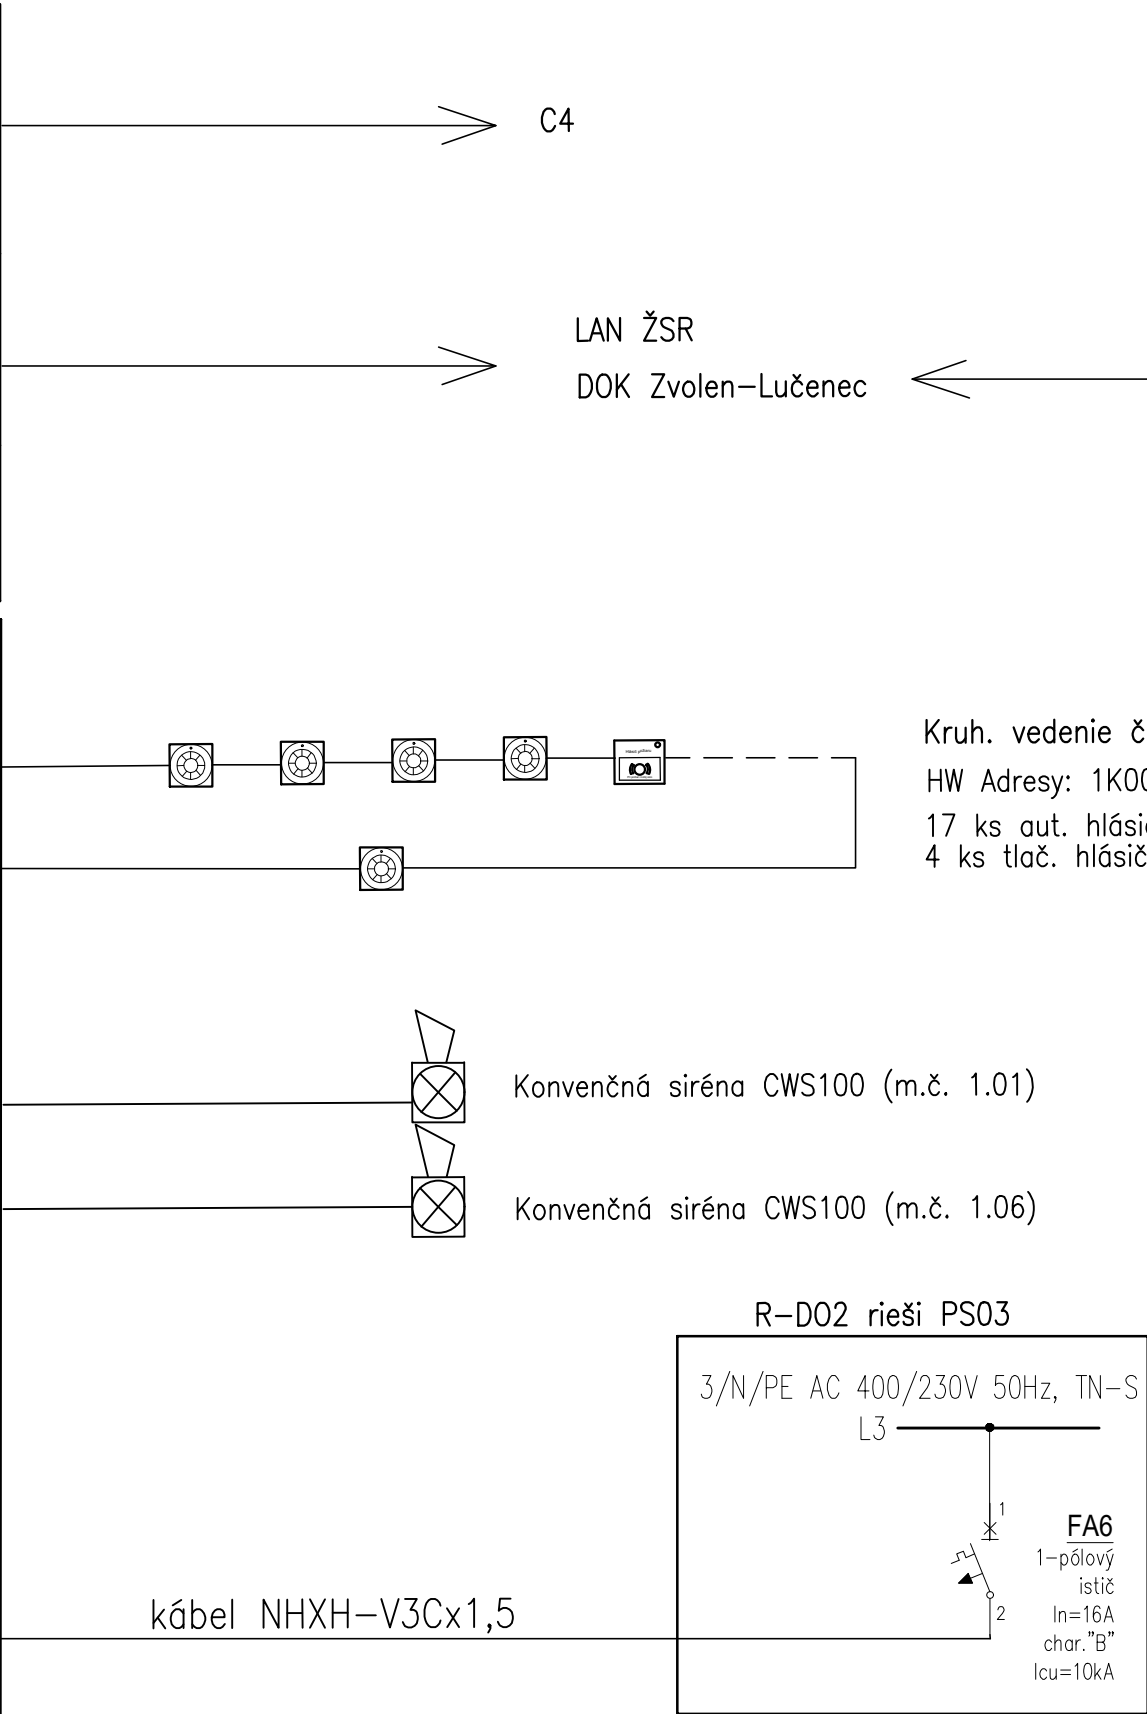 C4
LAN ŽSR
DOK Zvolen-Lučenec
Kruh. vedenie č
HW Adresy: 1K00
17 ks aut. hlásič
4 ks tlač. hlásič
Konvenčná siréna CWS100 (m.č. 1.01)
Konvenčná siréna CWS100 (m.č. 1.06)
R-DO2 rieši PS03
3/N/PE AC 400/230V 50Hz, TN-S
L3
1
FA6
1-pólový
istič
In=16A
char."B"
Icu=10kA
2
kábel NHXH-V3Cx1,5